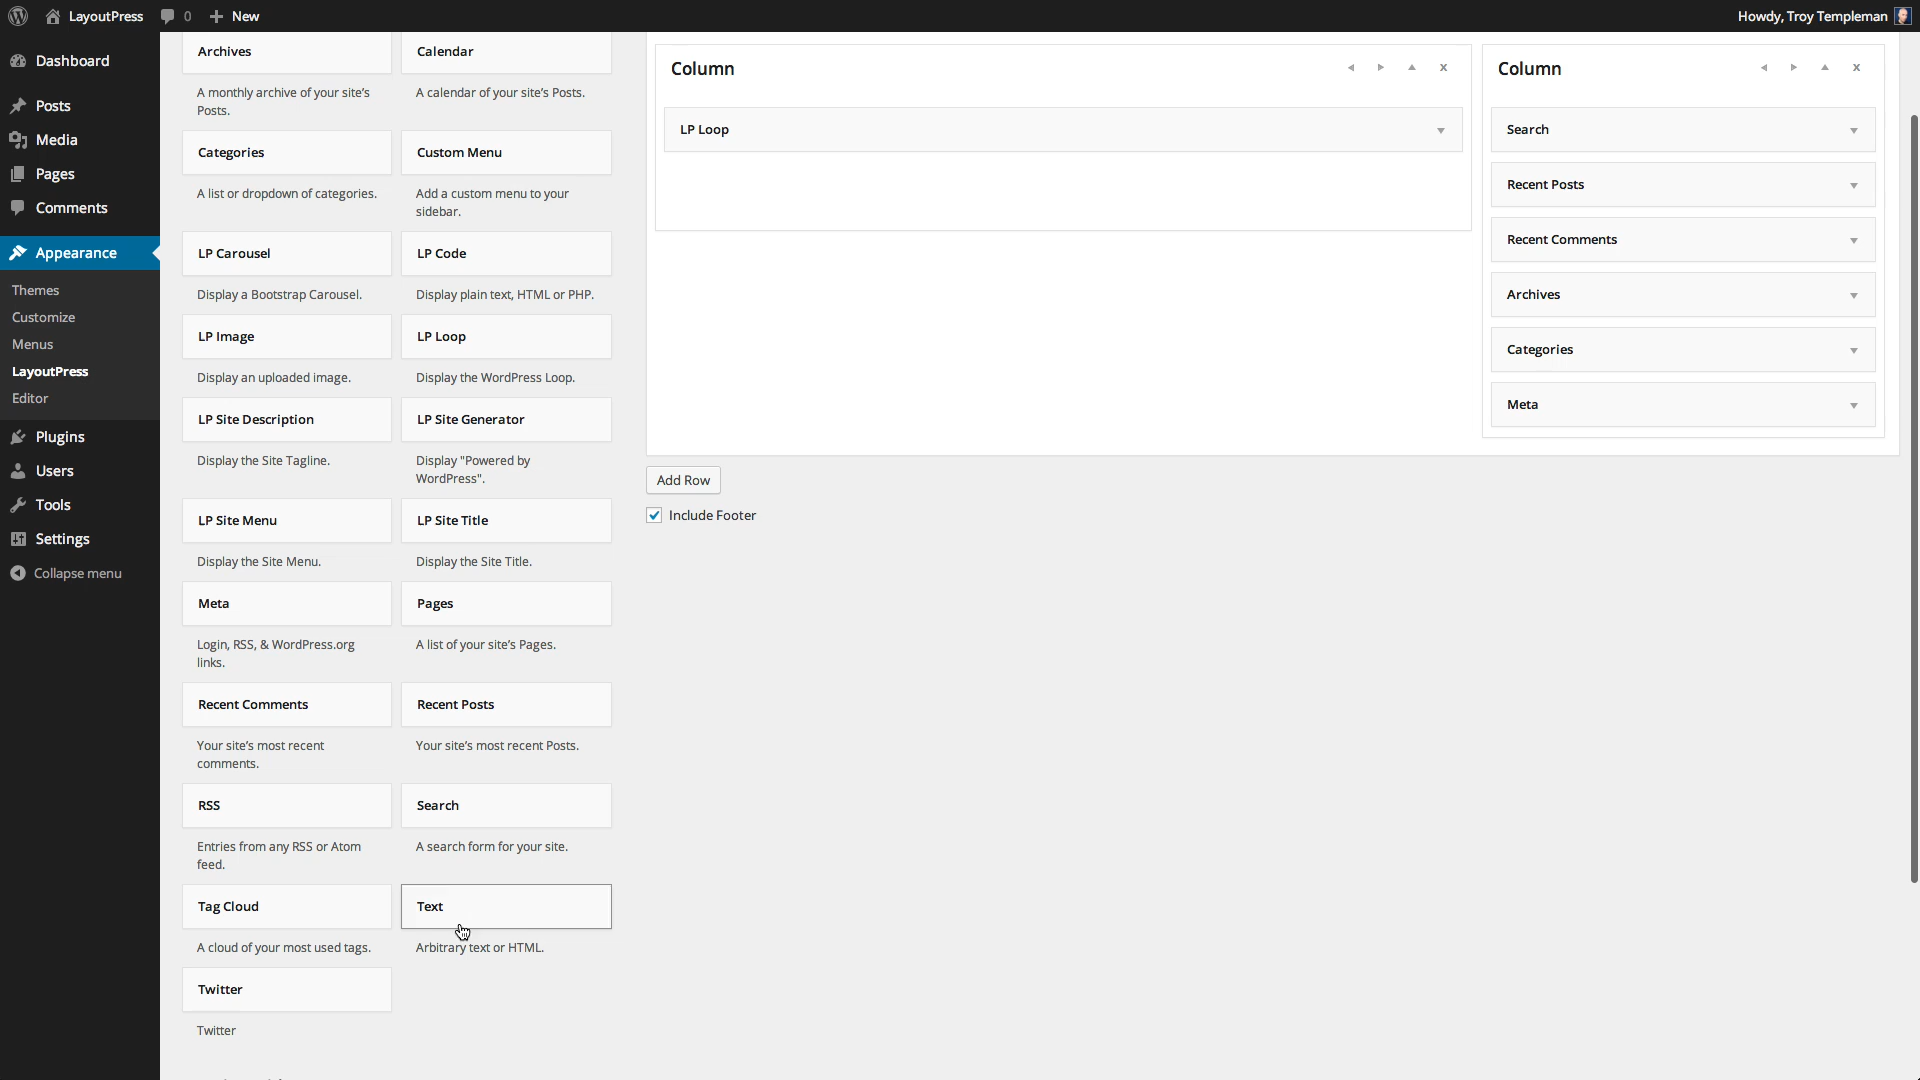 LayoutPress
0
New
Howdy, Troy Templeman
Dashboard
Posts
Media
Pages
Comments
Appearance
Themes
Customize
Menus
LayoutPress
Editor
Plugins
Users
Tools
Settings
Collapse menu
Archives
A monthly archive of your site's
Posts.
Calendar
A calendar of your site's Posts.
Categories
A list or dropdown of categories.
Custom Menu
Add a custom menu to your
sidebar.
LP Carousel
Display a Bootstrap Carousel.
LP Code
Display plain text, HTML or PHP.
LP Image
Display an uploaded image.
LP Loop
Display the WordPress Loop.
LP Site Description
Display the Site Tagline.
LP Site Generator
Display "Powered by
WordPress".
LP Site Menu
Display the Site Menu.
LP Site Title
Display the Site Title.
Meta
Login, RSS, & WordPress.org
links.
Pages
A list of your site's Pages.
Recent Comments
Your site's most recent
comments.
Recent Posts
Your site's most recent Posts.
RSS
Entries from any RSS or Atom
feed.
Search
A search form for your site.
Tag Cloud
A cloud of your most used tags.
Text
Arbitrary text or HTML.
Twitter
Twitter
Column
LP Loop
Column
Search
Recent Posts
Recent Comments
Archives
Categories
Meta
Add Row
Include Footer